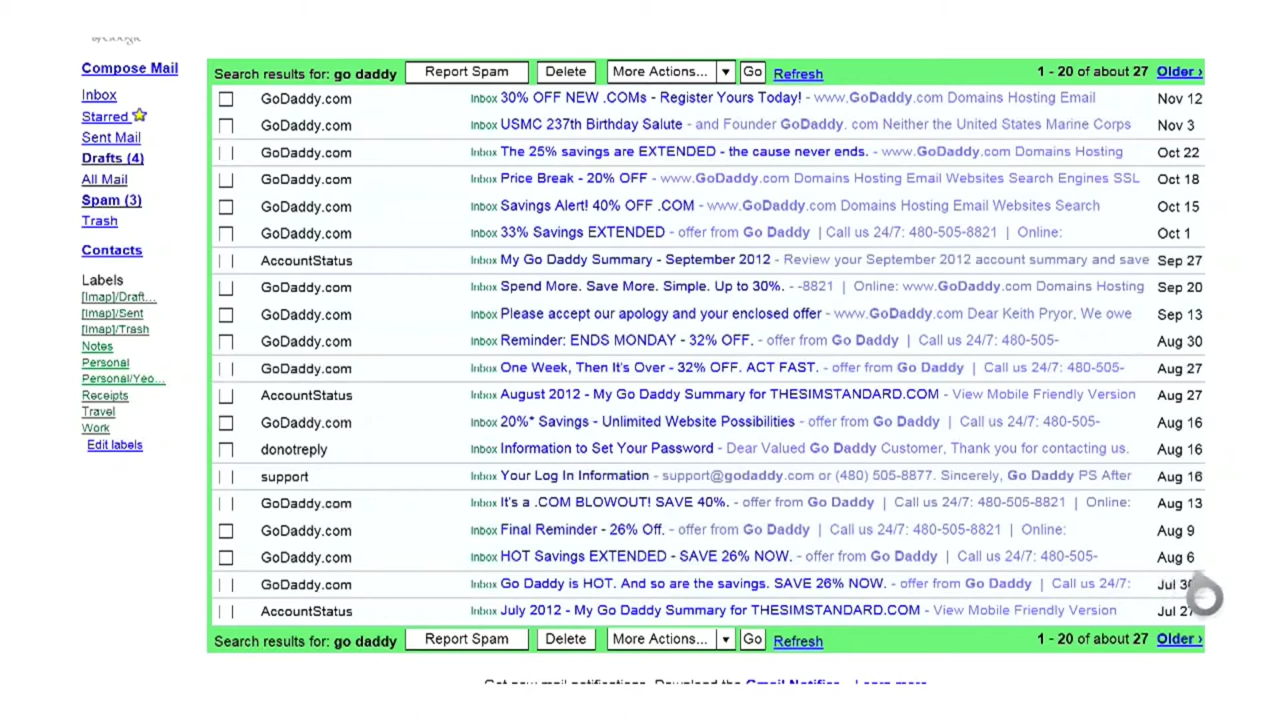 Compose Mail
Inbox
Starred
Sent Mail
Drafts (4)
All Mail
Spam (3)
Trash
Contacts
Labels
[Imap]/Draft...
[Imap]/Sent
[Imap]/Trash
Notes
Personal
Personal/Yeo...
Receipts
Travel
Work
Edit labels
Search results for: go daddy Report Spam Delete More Actions... Go Refresh 1 - 20 of about 27 Older ›
GoDaddy.com Inbox 30% OFF NEW .COMs - Register Yours Today! - www.GoDaddy.com Domains Hosting Email Nov 12
GoDaddy.com Inbox USMC 237th Birthday Salute - and Founder GoDaddy. com Neither the United States Marine Corps Nov 3
GoDaddy.com Inbox The 25% savings are EXTENDED - the cause never ends. - www.GoDaddy.com Domains Hosting Oct 22
GoDaddy.com Inbox Price Break - 20% OFF - www.GoDaddy.com Domains Hosting Email Websites Search Engines SSL Oct 18
GoDaddy.com Inbox Savings Alert! 40% OFF .COM - www.GoDaddy.com Domains Hosting Email Websites Search Oct 15
GoDaddy.com Inbox 33% Savings EXTENDED - offer from Go Daddy | Call us 24/7: 480-505-8821 | Online: Oct 1
AccountStatus Inbox My Go Daddy Summary - September 2012 - Review your September 2012 account summary and save Sep 27
GoDaddy.com Inbox Spend More. Save More. Simple. Up to 30%. - -8821 | Online: www.GoDaddy.com Domains Hosting Sep 20
GoDaddy.com Inbox Please accept our apology and your enclosed offer - www.GoDaddy.com Dear Keith Pryor, We owe Sep 13
GoDaddy.com Inbox Reminder: ENDS MONDAY - 32% OFF. - offer from Go Daddy | Call us 24/7: 480-505- Aug 30
GoDaddy.com Inbox One Week, Then It's Over - 32% OFF. ACT FAST. - offer from Go Daddy | Call us 24/7: 480-505- Aug 27
AccountStatus Inbox August 2012 - My Go Daddy Summary for THESIMSTANDARD.COM - View Mobile Friendly Version Aug 27
GoDaddy.com Inbox 20%* Savings - Unlimited Website Possibilities - offer from Go Daddy | Call us 24/7: 480-505- Aug 16
donotreply Inbox Information to Set Your Password - Dear Valued Go Daddy Customer, Thank you for contacting us. Aug 16
support Inbox Your Log In Information - support@godaddy.com or (480) 505-8877. Sincerely, Go Daddy PS After Aug 16
GoDaddy.com Inbox It's a .COM BLOWOUT! SAVE 40%. - offer from Go Daddy | Call us 24/7: 480-505-8821 | Online: Aug 13
GoDaddy.com Inbox Final Reminder - 26% Off. - offer from Go Daddy | Call us 24/7: 480-505-8821 | Online: Aug 9
GoDaddy.com Inbox HOT Savings EXTENDED - SAVE 26% NOW. - offer from Go Daddy | Call us 24/7: 480-505- Aug 6
GoDaddy.com Inbox Go Daddy is HOT. And so are the savings. SAVE 26% NOW. - offer from Go Daddy | Call us 24/7: Jul 30
AccountStatus Inbox July 2012 - My Go Daddy Summary for THESIMSTANDARD.COM - View Mobile Friendly Version Jul 27
Search results for: go daddy Report Spam Delete More Actions... Go Refresh 1 - 20 of about 27 Older ›
Get new mail notifications. Download the Gmail Notifier. Learn more